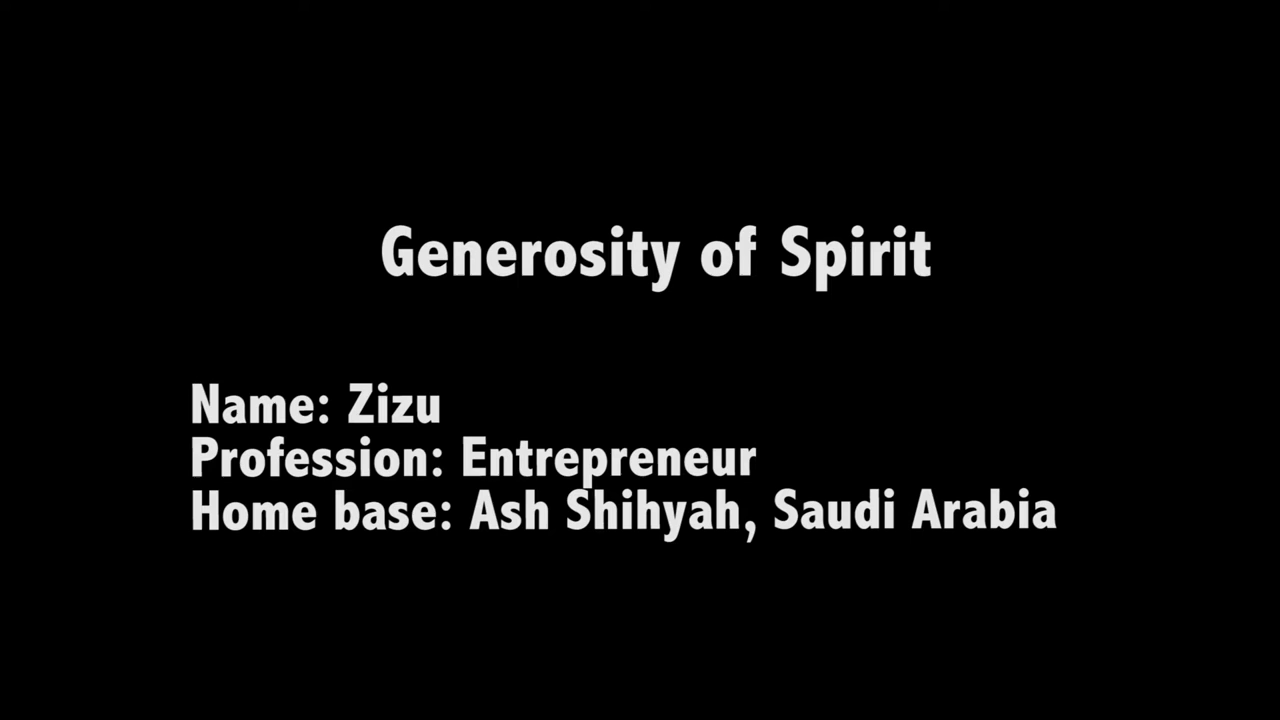 Generosity of Spirit
Name: Zizu
Profession: Entrepreneur
Home base: Ash Shihyah, Saudi Arabia